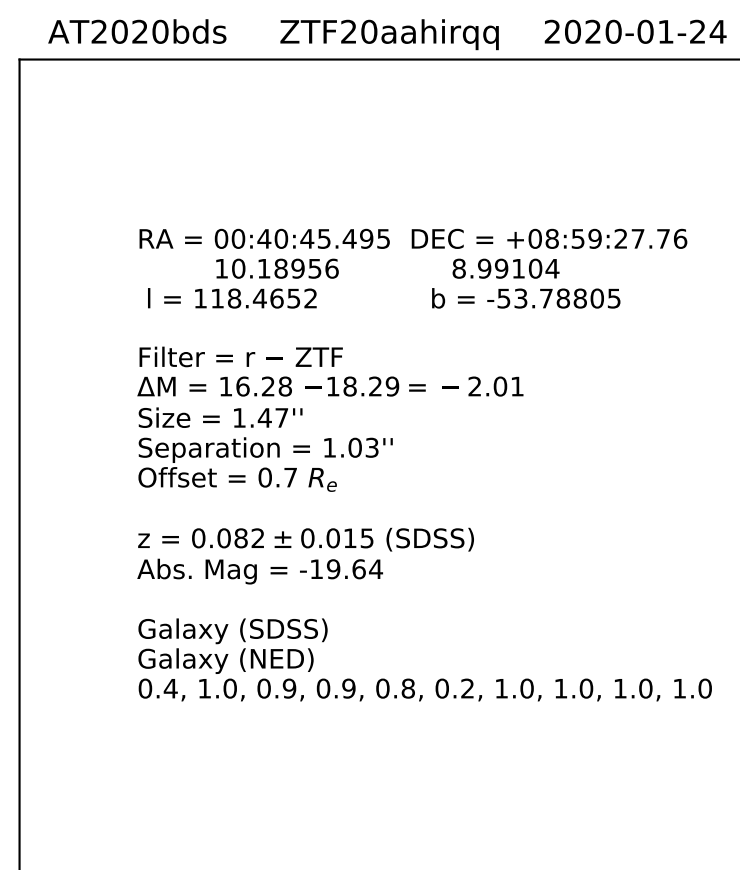 AT2020bds ZTF20aahirqq 2020-01-24
RA = 00:40:45.495 DEC = +08:59:27.76
10.18956 8.99104
l = 118.4652 b = -53.78805
Filter = r − ZTF
ΔM = 16.28 −18.29 = − 2.01
Size = 1.47''
Separation = 1.03''
Offset = 0.7 Rₑ
z = 0.082 ± 0.015 (SDSS)
Abs. Mag = -19.64
Galaxy (SDSS)
Galaxy (NED)
0.4, 1.0, 0.9, 0.9, 0.8, 0.2, 1.0, 1.0, 1.0, 1.0